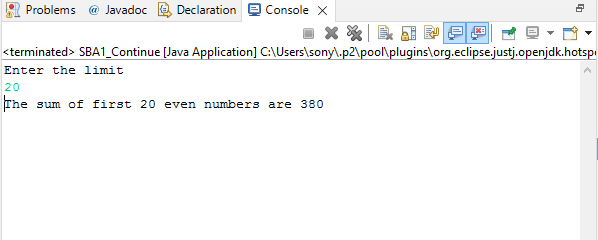 Problems @ Javadoc Declaration Console
<terminated> SBA1_Continue [Java Application] C:\Users\sony\.p2\pool\plugins\org.eclipse.justj.openjdk.hotsp
Enter the limit
20
The sum of first 20 even numbers are 380